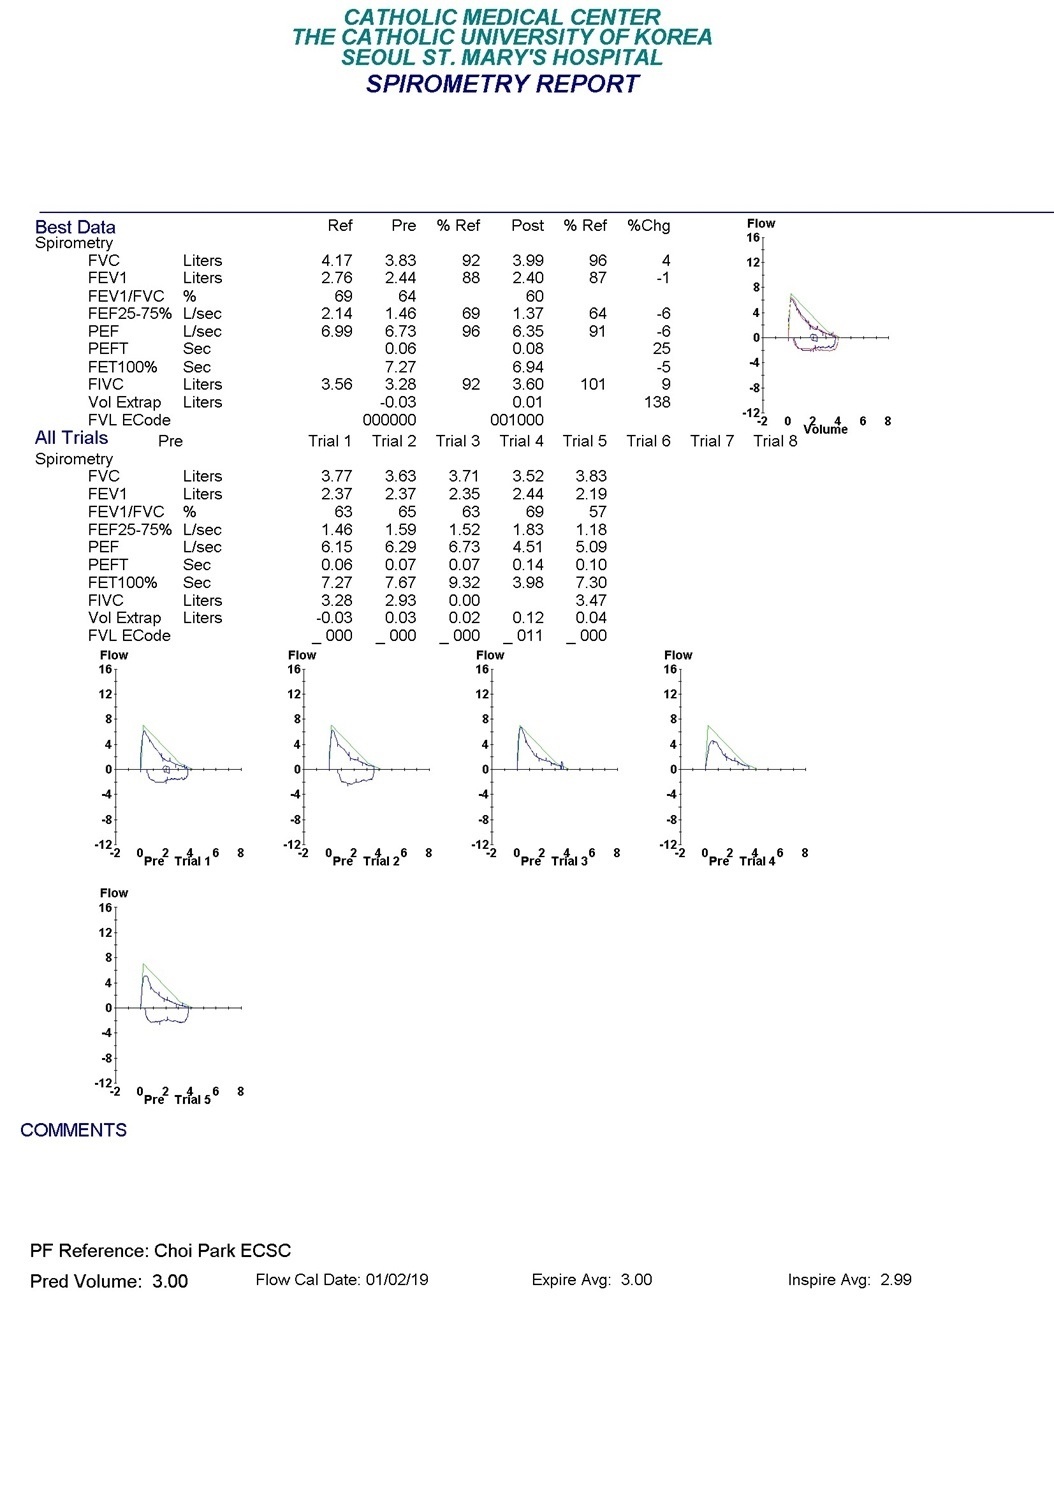 CATHOLIC MEDICAL CENTER
THE CATHOLIC UNIVERSITY OF KOREA
SEOUL ST. MARY'S HOSPITAL
SPIROMETRY REPORT
Best Data Ref Pre % Ref Post % Ref %Chg
Spirometry
FVC Liters 4.17 3.83 92 3.99 96 4
FEV1 Liters 2.76 2.44 88 2.40 87 -1
FEV1/FVC % 69 64 60
FEF25-75% L/sec 2.14 1.46 69 1.37 64 -6
PEF L/sec 6.99 6.73 96 6.35 91 -6
PEFT Sec 0.06 0.08 25
FET100% Sec 7.27 6.94 -5
FIVC Liters 3.56 3.28 92 3.60 101 9
Vol Extrap Liters -0.03 0.01 138
FVL ECode 000000 001000
Flow
16
12
8
4
0
-4
-8
-12
-2 0 2 4 6 8
Volume
All Trials Pre Trial 1 Trial 2 Trial 3 Trial 4 Trial 5 Trial 6 Trial 7 Trial 8
Spirometry
FVC Liters 3.77 3.63 3.71 3.52 3.83
FEV1 Liters 2.37 2.37 2.35 2.44 2.19
FEV1/FVC % 63 65 63 69 57
FEF25-75% L/sec 1.46 1.59 1.52 1.83 1.18
PEF L/sec 6.15 6.29 6.73 4.51 5.09
PEFT Sec 0.06 0.07 0.07 0.14 0.10
FET100% Sec 7.27 7.67 9.32 3.98 7.30
FIVC Liters 3.28 2.93 0.00 3.47
Vol Extrap Liters -0.03 0.03 0.02 0.12 0.04
FVL ECode _ 000 _ 000 _ 000 _ 011 _ 000
Flow
16
12
8
4
0
-4
-8
-12
-2 0 2 4 6 8
Pre Trial 1
Flow
16
12
8
4
0
-4
-8
-12
-2 0 2 4 6 8
Pre Trial 2
Flow
16
12
8
4
0
-4
-8
-12
-2 0 2 4 6 8
Pre Trial 3
Flow
16
12
8
4
0
-4
-8
-12
-2 0 2 4 6 8
Pre Trial 4
Flow
16
12
8
4
0
-4
-8
-12
-2 0 2 4 6 8
Pre Trial 5
COMMENTS
PF Reference: Choi Park ECSC
Pred Volume: 3.00 Flow Cal Date: 01/02/19 Expire Avg: 3.00 Inspire Avg: 2.99